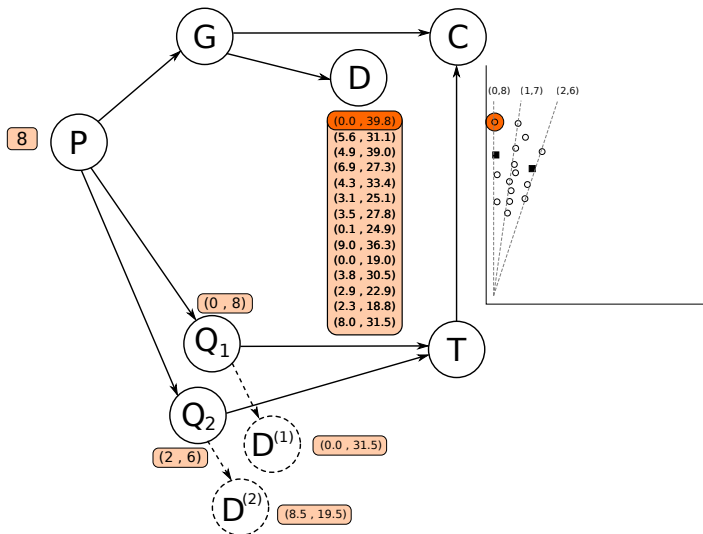 G
C
D
(0,8)
(1,7)
(2,6)
(0.0 , 39.8)
(5.6 , 31.1)
(4.9 , 39.0)
(6.9 , 27.3)
(4.3 , 33.4)
(3.1 , 25.1)
(3.5 , 27.8)
(0.1 , 24.9)
(9.0 , 36.3)
(0.0 , 19.0)
(3.8 , 30.5)
(2.9 , 22.9)
(2.3 , 18.8)
(8.0 , 31.5)
8
P
(0 , 8)
Q1
T
Q2
(2 , 6)
D(1)
(0.0 , 31.5)
D(2)
(8.5 , 19.5)